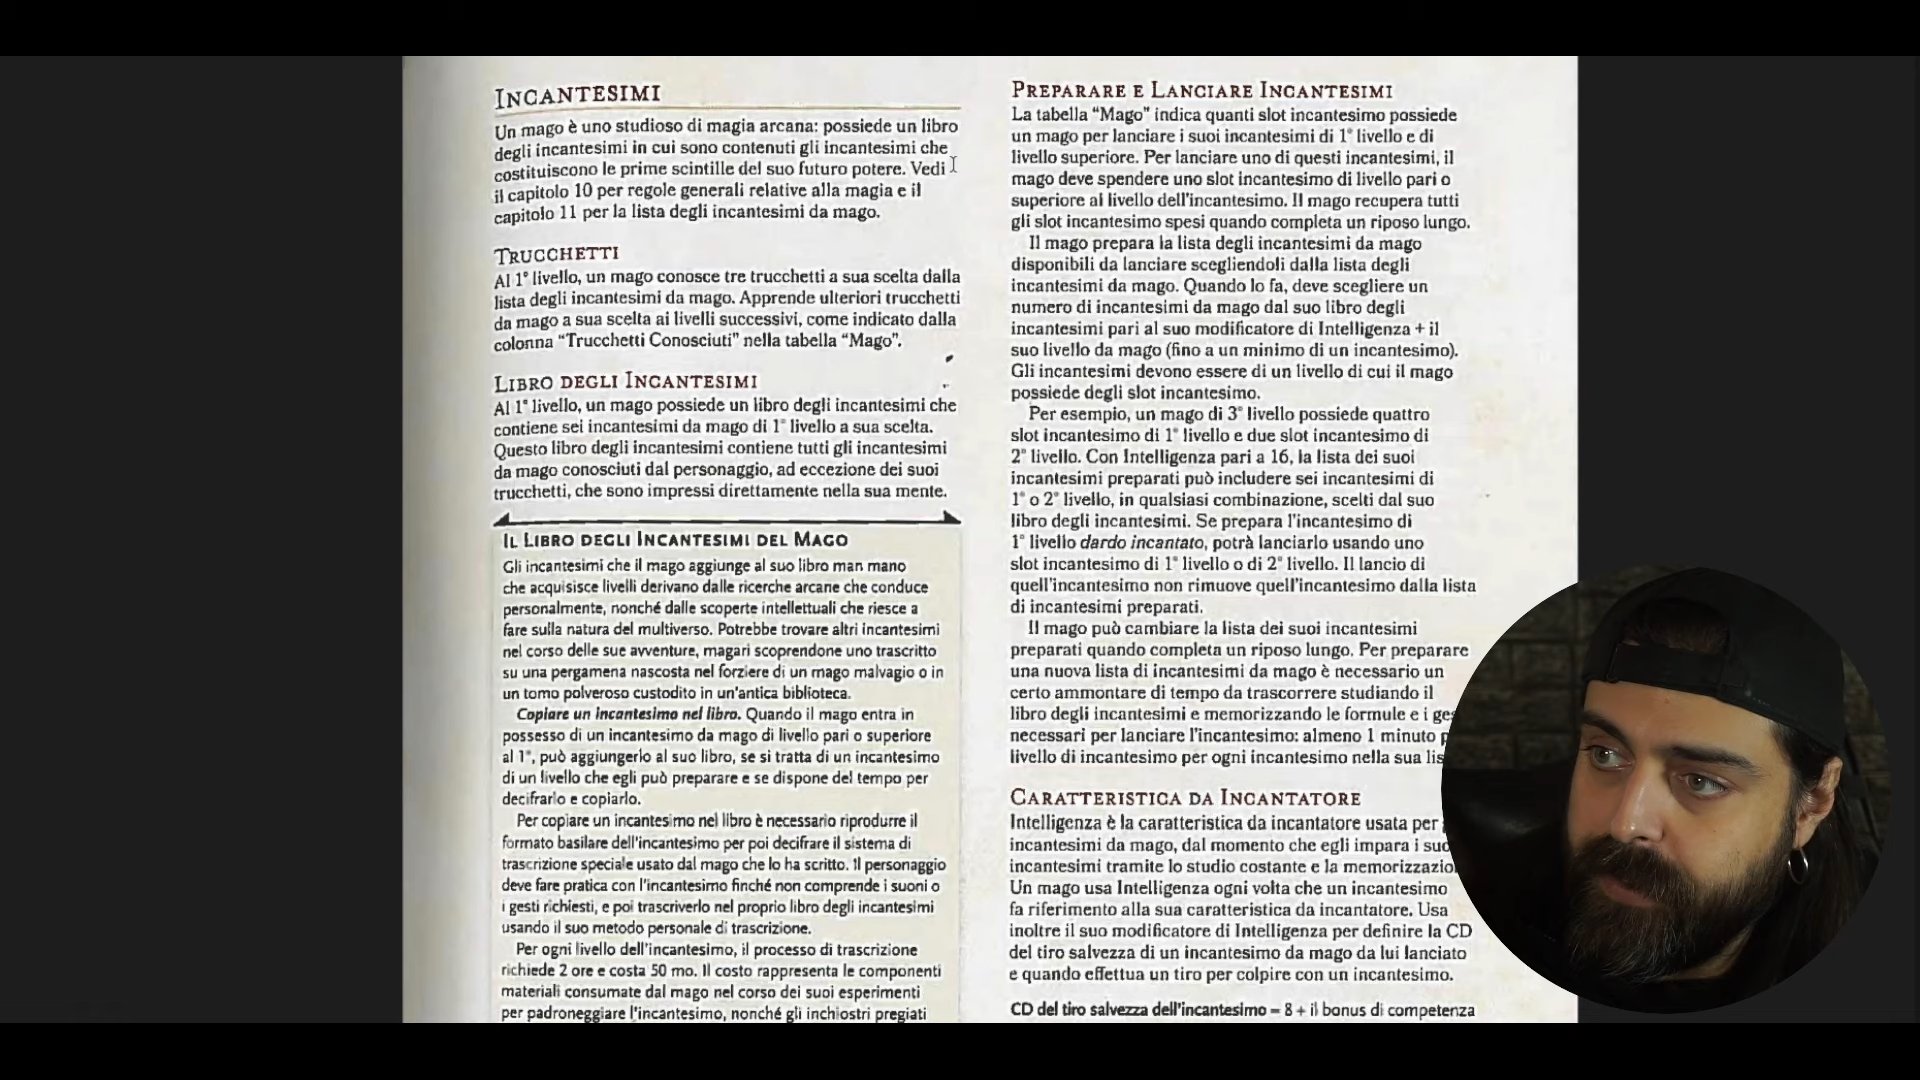 INCANTESIMI
Un mago è uno studioso di magia arcana: possiede un libro
degli incantesimi in cui sono contenuti gli incantesimi che
costituiscono le prime scintille del suo futuro potere. Vedi
il capitolo 10 per regole generali relative alla magia e il
capitolo 11 per la lista degli incantesimi da mago.
TRUCCHETTI
Al 1° livello, un mago conosce tre trucchetti a sua scelta dalla
lista degli incantesimi da mago. Apprende ulteriori trucchetti
da mago a sua scelta ai livelli successivi, come indicato dalla
colonna "Trucchetti Conosciuti" nella tabella "Mago".
LIBRO DEGLI INCANTESIMI
Al 1° livello, un mago possiede un libro degli incantesimi che
contiene sei incantesimi da mago di 1° livello a sua scelta.
Questo libro degli incantesimi contiene tutti gli incantesimi
da mago conosciuti dal personaggio, ad eccezione dei suoi
trucchetti, che sono impressi direttamente nella sua mente.
IL LIBRO DEGLI INCANTESIMI DEL MAGO
Gli incantesimi che il mago aggiunge al suo libro man mano
che acquisisce livelli derivano dalle ricerche arcane che conduce
personalmente, nonché dalle scoperte intellettuali che riesce a
fare sulla natura del multiverso. Potrebbe trovare altri incantesimi
nel corso delle sue avventure, magari scoprendone uno trascritto
su una pergamena nascosta nel forziere di un mago malvagio o in
un tomo polveroso custodito in un'antica biblioteca.
Copiare un incantesimo nel libro. Quando il mago entra in
possesso di un incantesimo da mago di livello pari o superiore
al 1°, può aggiungerlo al suo libro, se si tratta di un incantesimo
di un livello che egli può preparare e se dispone del tempo per
decifrarlo e copiarlo.
Per copiare un incantesimo nel libro è necessario riprodurre il
formato basilare dell'incantesimo per poi decifrare il sistema di
trascrizione speciale usato dal mago che lo ha scritto. Il personaggio
deve fare pratica con l'incantesimo finché non comprende i suoni o
i gesti richiesti, e poi trascriverlo nel proprio libro degli incantesimi
usando il suo metodo personale di trascrizione.
Per ogni livello dell'incantesimo, il processo di trascrizione
richiede 2 ore e costa 50 mo. Il costo rappresenta le componenti
materiali consumate dal mago nel corso dei suoi esperimenti
per padroneggiare l'incantesimo, nonché gli inchiostri pregiati
PREPARARE E LANCIARE INCANTESIMI
La tabella "Mago" indica quanti slot incantesimo possiede
un mago per lanciare i suoi incantesimi di 1° livello e di
livello superiore. Per lanciare uno di questi incantesimi, il
mago deve spendere uno slot incantesimo di livello pari o
superiore al livello dell'incantesimo. Il mago recupera tutti
gli slot incantesimo spesi quando completa un riposo lungo.
Il mago prepara la lista degli incantesimi da mago
disponibili da lanciare scegliendoli dalla lista degli
incantesimi da mago. Quando lo fa, deve scegliere un
numero di incantesimi da mago dal suo libro degli
incantesimi pari al suo modificatore di Intelligenza + il
suo livello da mago (fino a un minimo di un incantesimo).
Gli incantesimi devono essere di un livello di cui il mago
possiede degli slot incantesimo.
Per esempio, un mago di 3° livello possiede quattro
slot incantesimo di 1° livello e due slot incantesimo di
2° livello. Con Intelligenza pari a 16, la lista dei suoi
incantesimi preparati può includere sei incantesimi di
1° o 2° livello, in qualsiasi combinazione, scelti dal suo
libro degli incantesimi. Se prepara l'incantesimo di
1° livello dardo incantato, potrà lanciarlo usando uno
slot incantesimo di 1° livello o di 2° livello. Il lancio di
quell'incantesimo non rimuove quell'incantesimo dalla lista
di incantesimi preparati.
Il mago può cambiare la lista dei suoi incantesimi
preparati quando completa un riposo lungo. Per preparare
una nuova lista di incantesimi da mago è necessario un
certo ammontare di tempo da trascorrere studiando il
libro degli incantesimi e memorizzando le formule e i
necessari per lanciare l'incantesimo: almeno 1 minuto
livello di incantesimo per ogni incantesimo nella sua
CARATTERISTICA DA INCANTATORE
Intelligenza è la caratteristica da incantatore usata per
incantesimi da mago, dal momento che egli impara i
incantesimi tramite lo studio costante e la
Un mago usa Intelligenza ogni volta che un incantesimo
fa riferimento alla sua caratteristica da incantatore. Usa
inoltre il suo modificatore di Intelligenza per definire la CD
del tiro salvezza di un incantesimo da mago da lui lanciato
e quando effettua un tiro per colpire con un incantesimo.
CD del tiro salvezza dell'incantesimo = 8 + il bonus di competenza